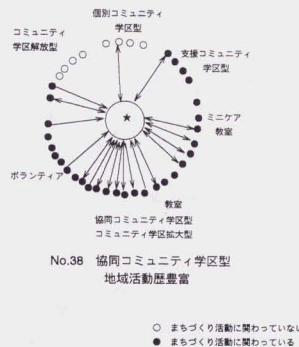 個別コミュニティ
学区型
コミュニティ
学区解放型
支援コミュニティ
学区型
ミニケア
教室
ボランティア
教室
協同コミュニティ学区型
コミュニティ学区拡大型
No.38 協同コミュニティ学区型
地域活動歴豊富
○ まちづくり活動に関わっていない
● まちづくり活動に関わっている